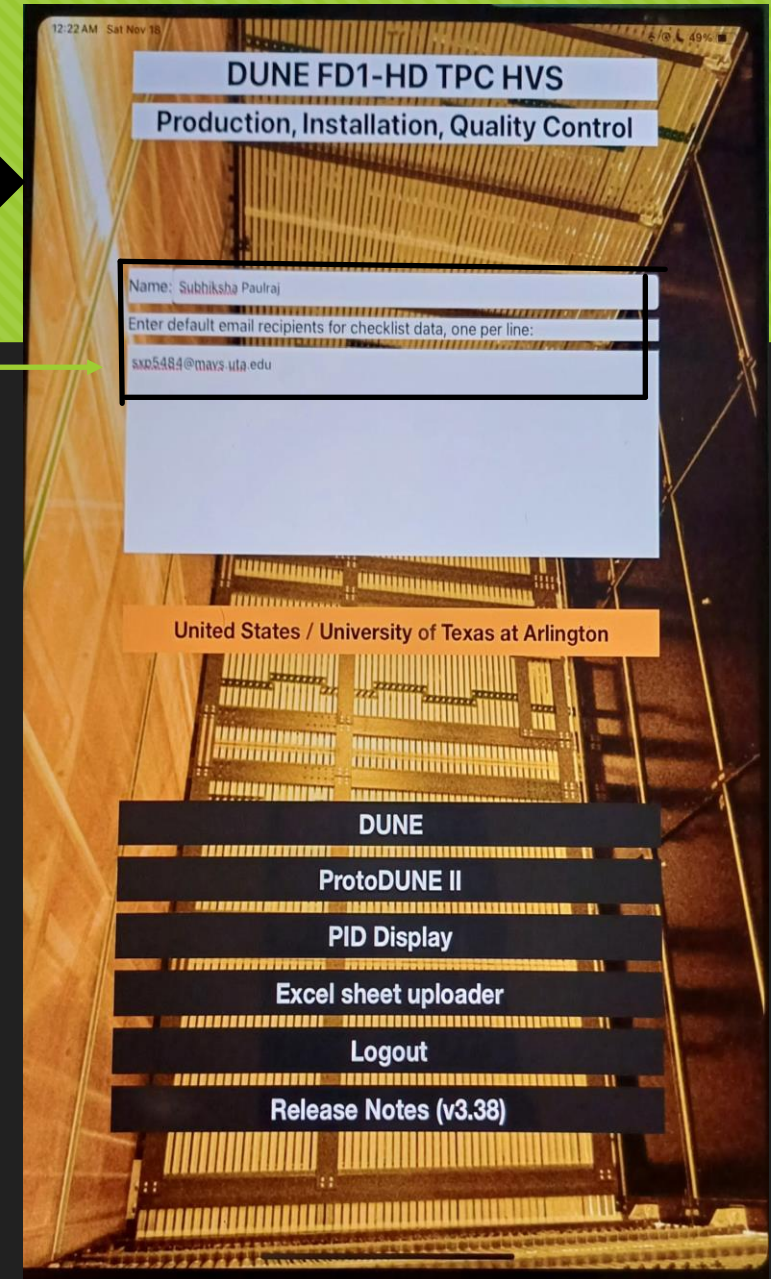 12:22 AM Sat Nov 18
49%
DUNE FD1-HD TPC HVS
Production, Installation, Quality Control
Name: Subhiksha Paulraj
Enter default email recipients for checklist data, one per line:
sxp5484@mavs.uta.edu
United States / University of Texas at Arlington
DUNE
ProtoDUNE II
PID Display
Excel sheet uploader
Logout
Release Notes (v3.38)